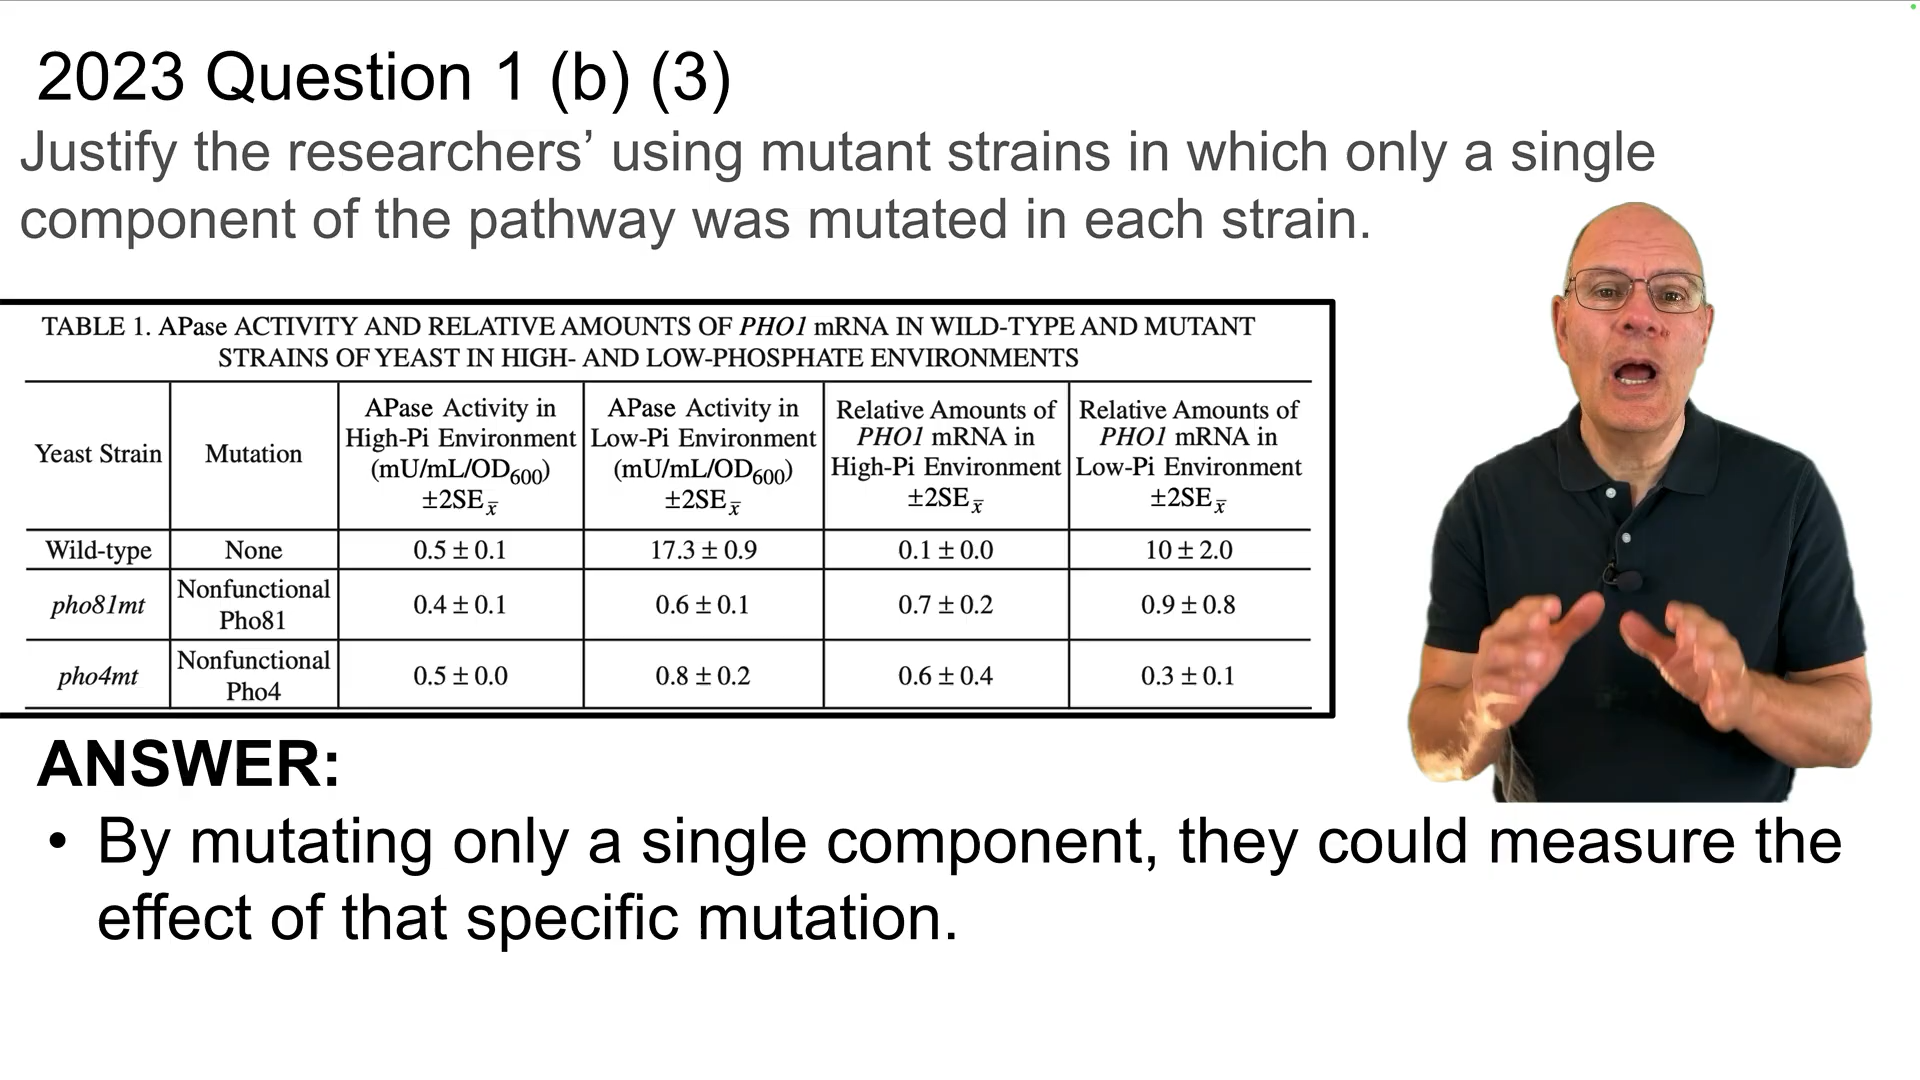 2023 Question 1 (b) (3)
Justify the researchers’ using mutant strains in which only a single
component of the pathway was mutated in each strain.
TABLE 1. APase ACTIVITY AND RELATIVE AMOUNTS OF PHO1 mRNA IN WILD-TYPE AND MUTANT
STRAINS OF YEAST IN HIGH- AND LOW-PHOSPHATE ENVIRONMENTS
Yeast Strain
Mutation
APase Activity in
High-Pi Environment
(mU/mL/OD600)
±2SEx̅
APase Activity in
Low-Pi Environment
(mU/mL/OD600)
±2SEx̅
Relative Amounts of
PHO1 mRNA in
High-Pi Environment
±2SEx̅
Relative Amounts of
PHO1 mRNA in
Low-Pi Environment
±2SEx̅
Wild-type None 0.5 ± 0.1 17.3 ± 0.9 0.1 ± 0.0 10 ± 2.0
pho81mt
Nonfunctional
Pho81
0.4 ± 0.1 0.6 ± 0.1 0.7 ± 0.2 0.9 ± 0.8
pho4mt
Nonfunctional
Pho4
0.5 ± 0.0 0.8 ± 0.2 0.6 ± 0.4 0.3 ± 0.1
ANSWER:
• By mutating only a single component, they could measure the
effect of that specific mutation.